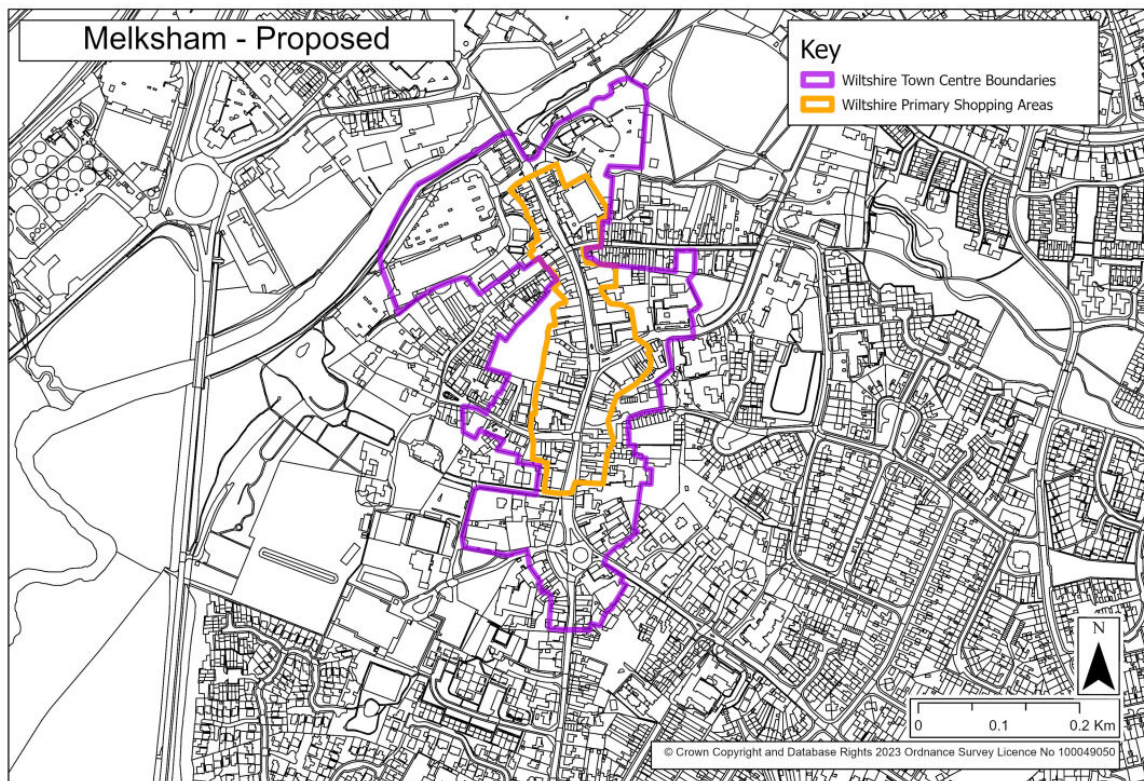 Melksham - Proposed
Key
Wiltshire Town Centre Boundaries
Wiltshire Primary Shopping Areas
N
0 0.1 0.2 Km
© Crown Copyright and Database Rights 2023 Ordnance Survey Licence No 100049050